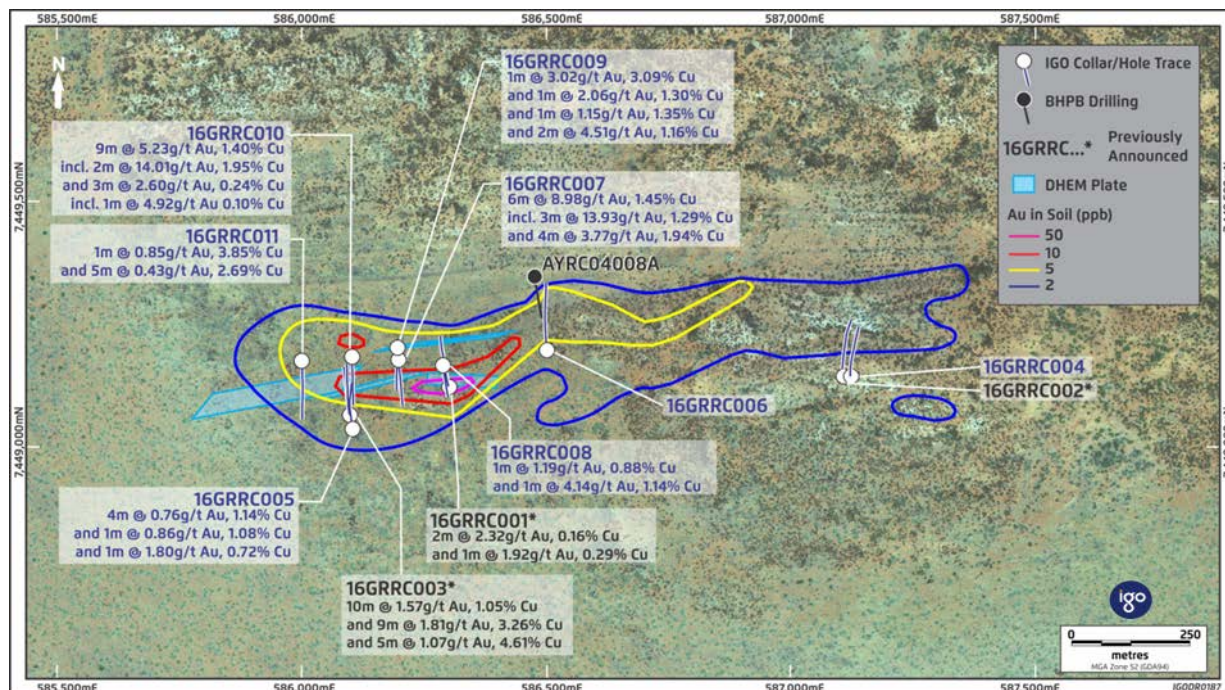 585,500mE
586,000mE
586,500mE
587,000mE
587,500mE
N
16GRRC009
1m @ 3.02g/t Au, 3.09% Cu
and 1m @ 2.06g/t Au, 1.30% Cu
and 1m @ 1.15g/t Au, 1.35% Cu
and 2m @ 4.51g/t Au, 1.16% Cu
IGO Collar/Hole Trace
BHPB Drilling
16GRRC...* Previously
Announced
DHEM Plate
Au in Soil (ppb)
50
10
5
2
16GRRC010
9m @ 5.23g/t Au, 1.40% Cu
incl. 2m @ 14.01g/t Au, 1.95% Cu
and 3m @ 2.60g/t Au, 0.24% Cu
incl. 1m @ 4.92g/t Au 0.10% Cu
16GRRC007
6m @ 8.98g/t Au, 1.45% Cu
incl. 3m @ 13.93g/t Au, 1.29% Cu
and 4m @ 3.77g/t Au, 1.94% Cu
7,449,500mN
16GRRC011
1m @ 0.85g/t Au, 3.85% Cu
and 5m @ 0.43g/t Au, 2.69% Cu
AYRC04008A
16GRRC004
16GRRC002*
16GRRC006
7,449,000mN
16GRRC008
1m @ 1.19g/t Au, 0.88% Cu
and 1m @ 4.14g/t Au, 1.14% Cu
16GRRC005
4m @ 0.76g/t Au, 1.14% Cu
and 1m @ 0.86g/t Au, 1.08% Cu
and 1m @ 1.80g/t Au, 0.72% Cu
16GRRC001*
2m @ 2.32g/t Au, 0.16% Cu
and 1m @ 1.92g/t Au, 0.29% Cu
16GRRC003*
10m @ 1.57g/t Au, 1.05% Cu
and 9m @ 1.81g/t Au, 3.26% Cu
and 5m @ 1.07g/t Au, 4.61% Cu
igo
0 250
metres
MGA Zone 52 (GDA94)
585,500mE
586,000mE
586,500mE
587,000mE
587,500mE
IGODR0187